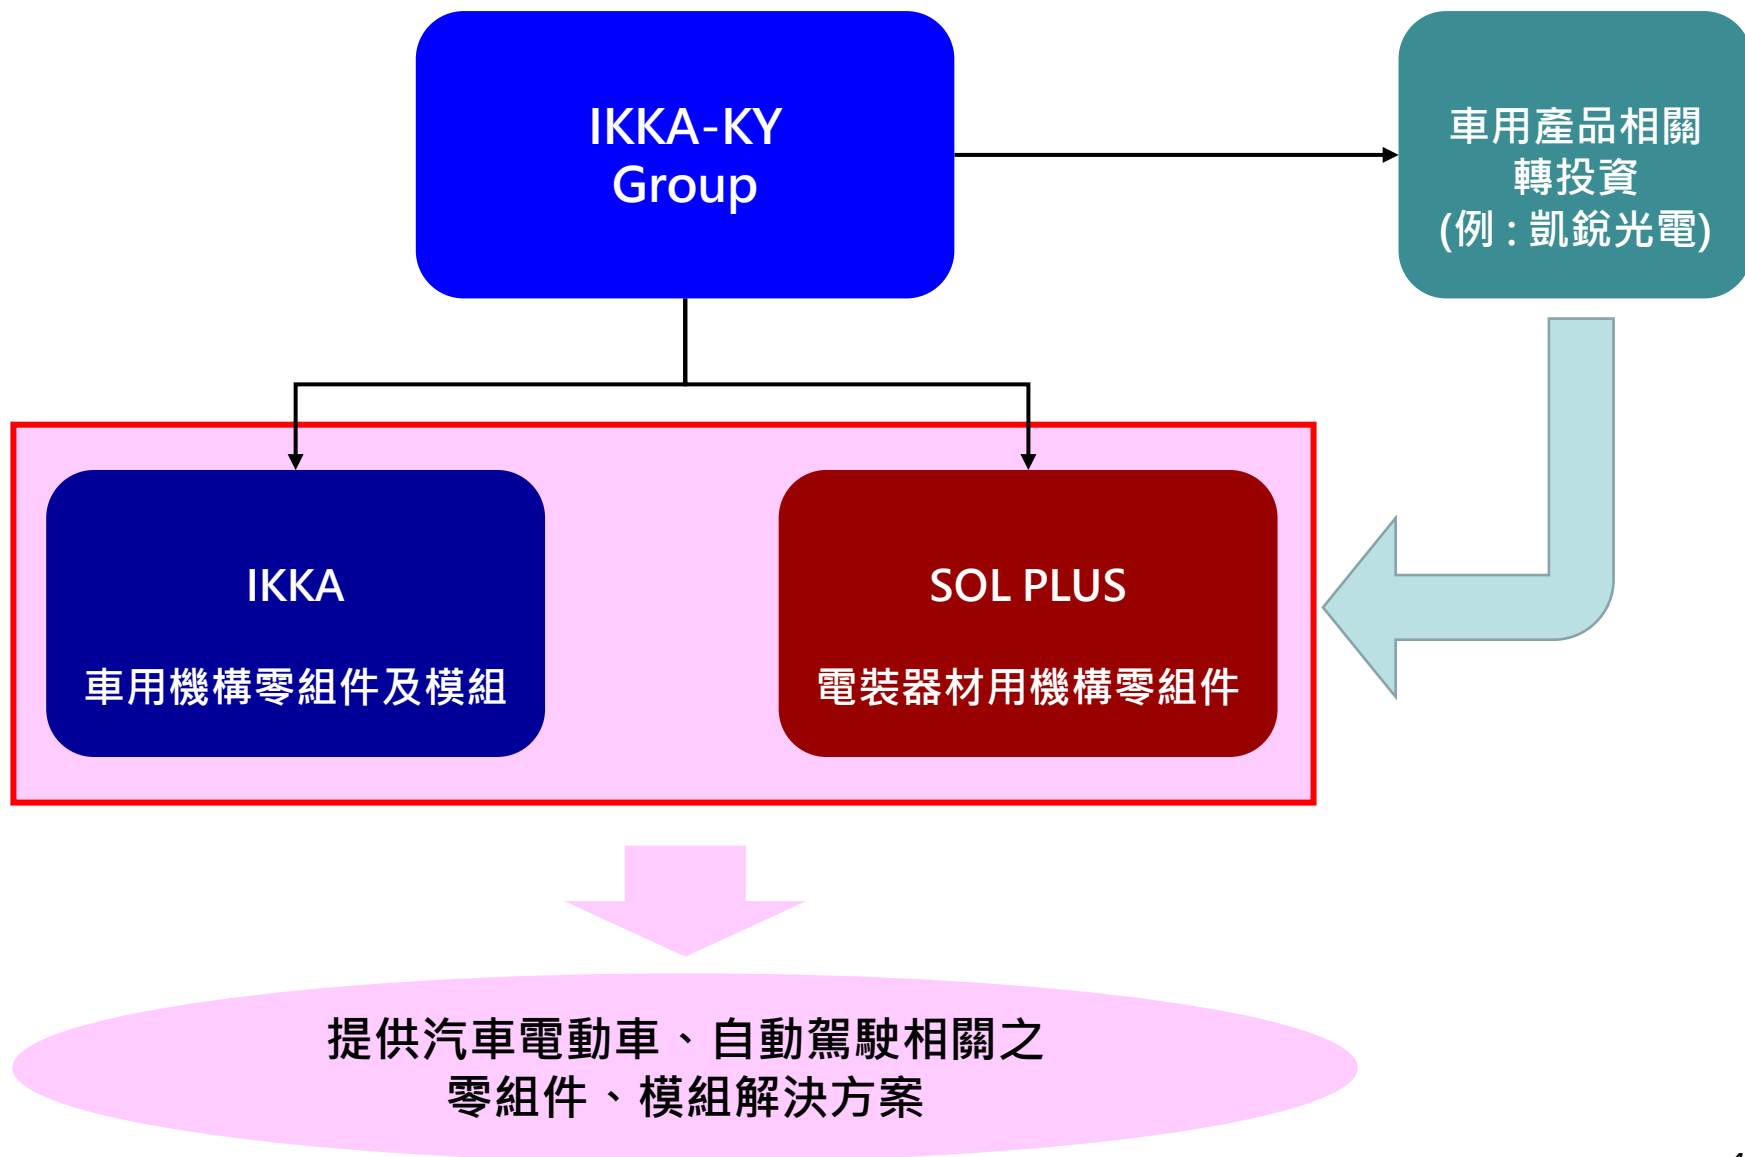 IKKA-KY
Group
車用產品相關
轉投資
(例 : 凱銳光電)
IKKA
車用機構零組件及模組
SOL PLUS
電裝器材用機構零組件
提供汽車電動車、自動駕駛相關之
零組件、模組解決方案